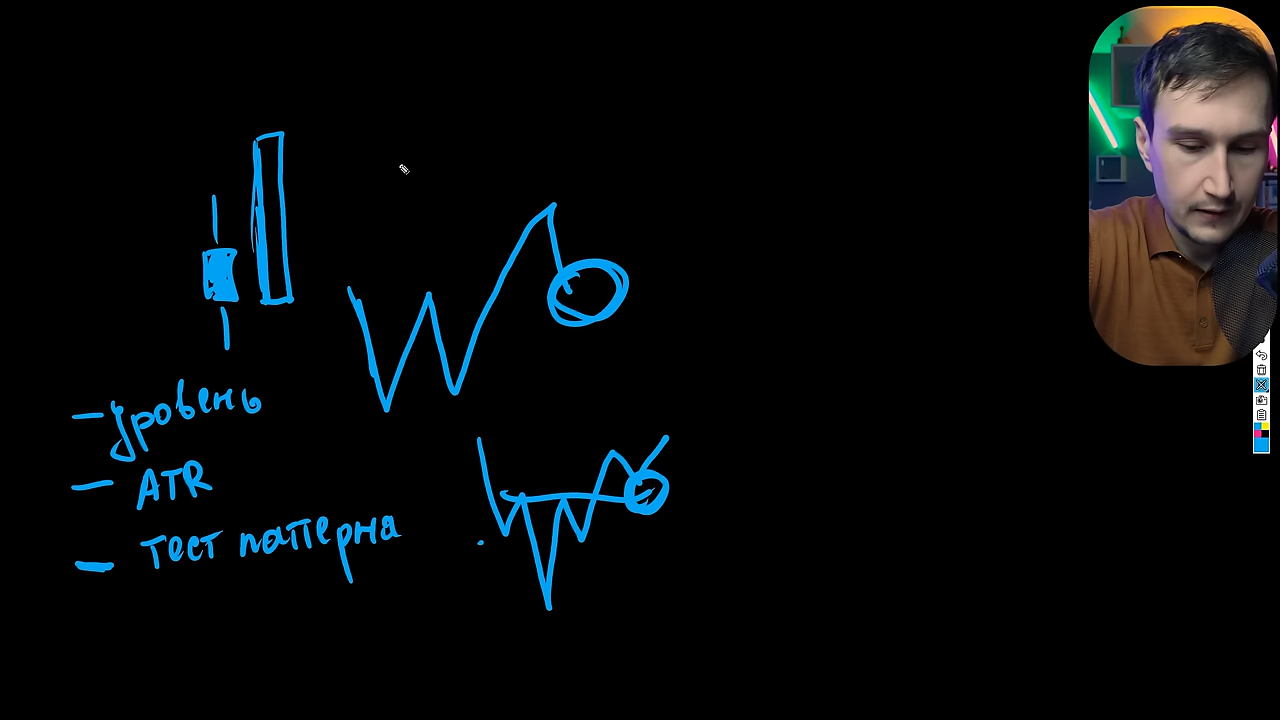 — уровень
— ATR
— тест паттерна